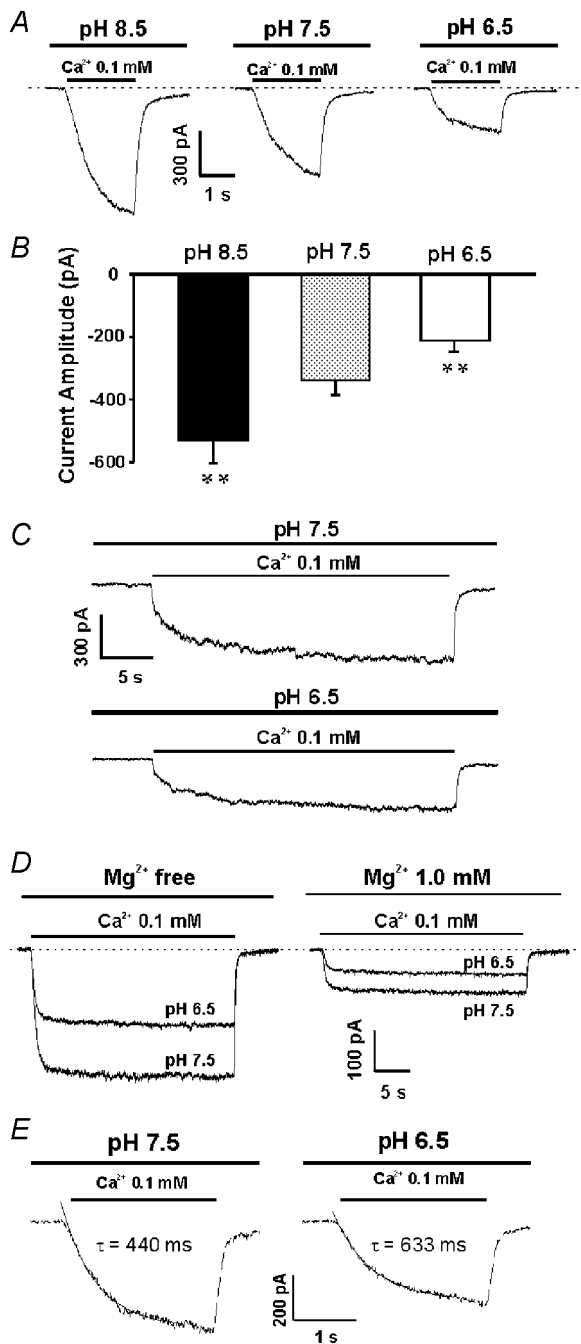 A
pH 8.5 pH 7.5 pH 6.5
Ca²⁺ 0.1 mM Ca²⁺ 0.1 mM Ca²⁺ 0.1 mM
300 pA
1 s
B
pH 8.5 pH 7.5 pH 6.5
Current Amplitude (pA)
0
-200
-400
-600
** **
C
pH 7.5
Ca²⁺ 0.1 mM
300 pA
5 s
pH 6.5
Ca²⁺ 0.1 mM
D
Mg²⁺ free Mg²⁺ 1.0 mM
Ca²⁺ 0.1 mM Ca²⁺ 0.1 mM
pH 6.5
pH 7.5
pH 6.5
pH 7.5
100 pA
5 s
E
pH 7.5 pH 6.5
Ca²⁺ 0.1 mM Ca²⁺ 0.1 mM
τ = 440 ms τ = 633 ms
200 pA
1 s